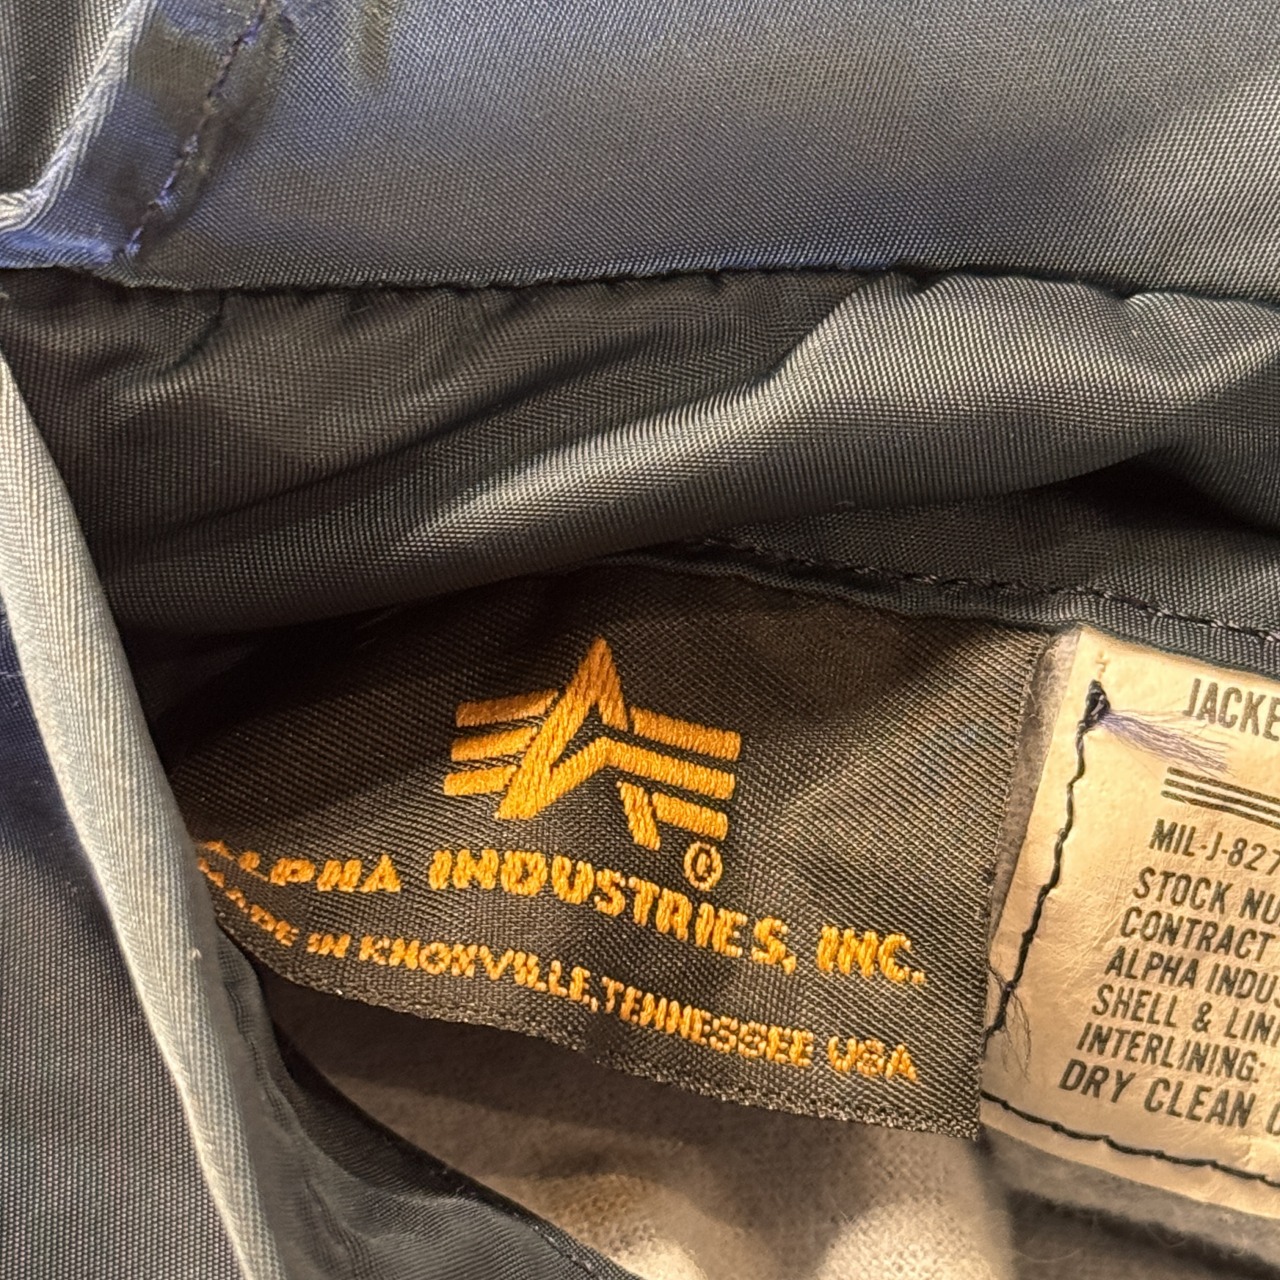 ALPHA INDUSTRIES, INC.
MADE IN KNOXVILLE, TENNESSEE USA
JACKE
MIL-J-827
STOCK NU
CONTRACT
ALPHA INDU
SHELL & LIN
INTERLINING:
DRY CLEAN O